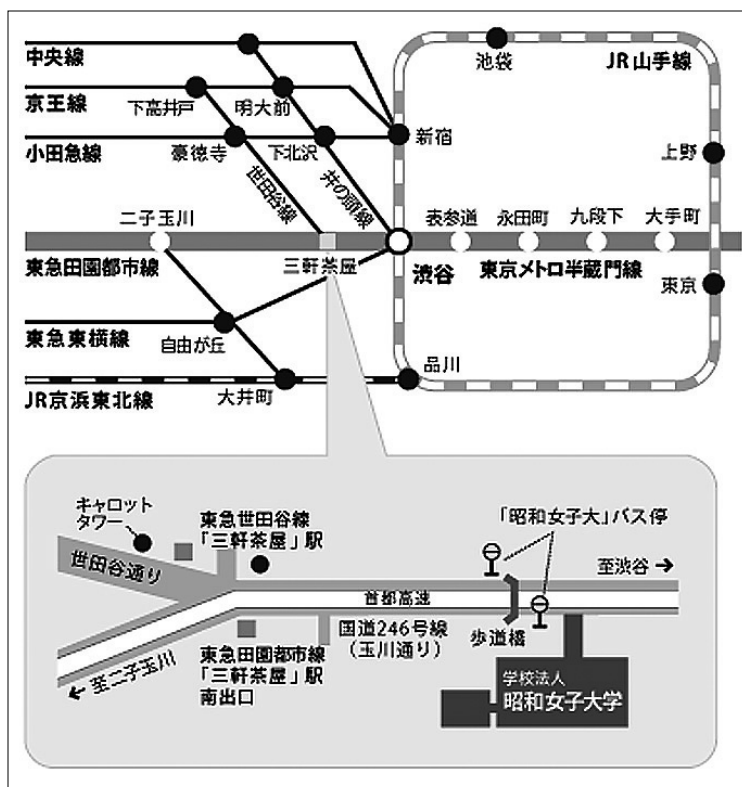 中央線
池袋
JR山手線
京王線
下高井戸
明大前
小田急線
豪徳寺
下北沢
新宿
上野
世田谷線
井の頭線
二子玉川
表参道
永田町
九段下
大手町
東急田園都市線
三軒茶屋
渋谷
東京メトロ半蔵門線
東京
東急東横線
自由が丘
品川
JR京浜東北線
大井町
キャロット
タワー
東急世田谷線
「三軒茶屋」駅
「昭和女子大」バス停
世田谷通り
至渋谷→
首都高速
国道246号線
(玉川通り)
歩道橋
←至二子玉川
東急田園都市線
「三軒茶屋」駅
南出口
学校法人
昭和女子大学